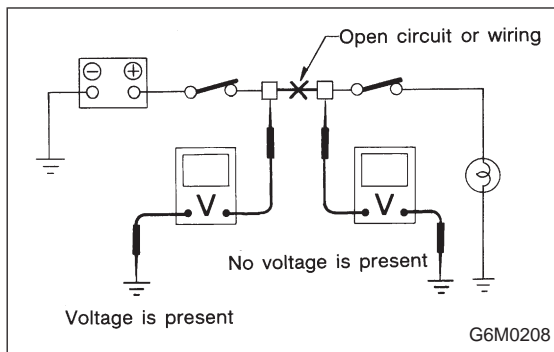 Open circuit or wiring
⊖ ⊕
V V
No voltage is present
Voltage is present
G6M0208